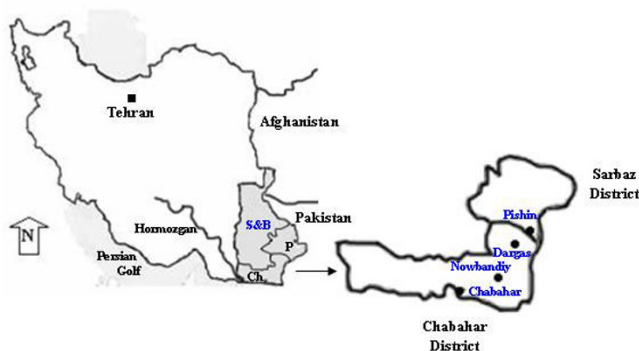 Tehran
Afghanistan
Sarbaz
District
Pakistan
Pishin
N
Hormozgan
S&B
P
Dargas
Persian
Golf
Nowbandiy
Ch.
Chabahar
Chabahar
District